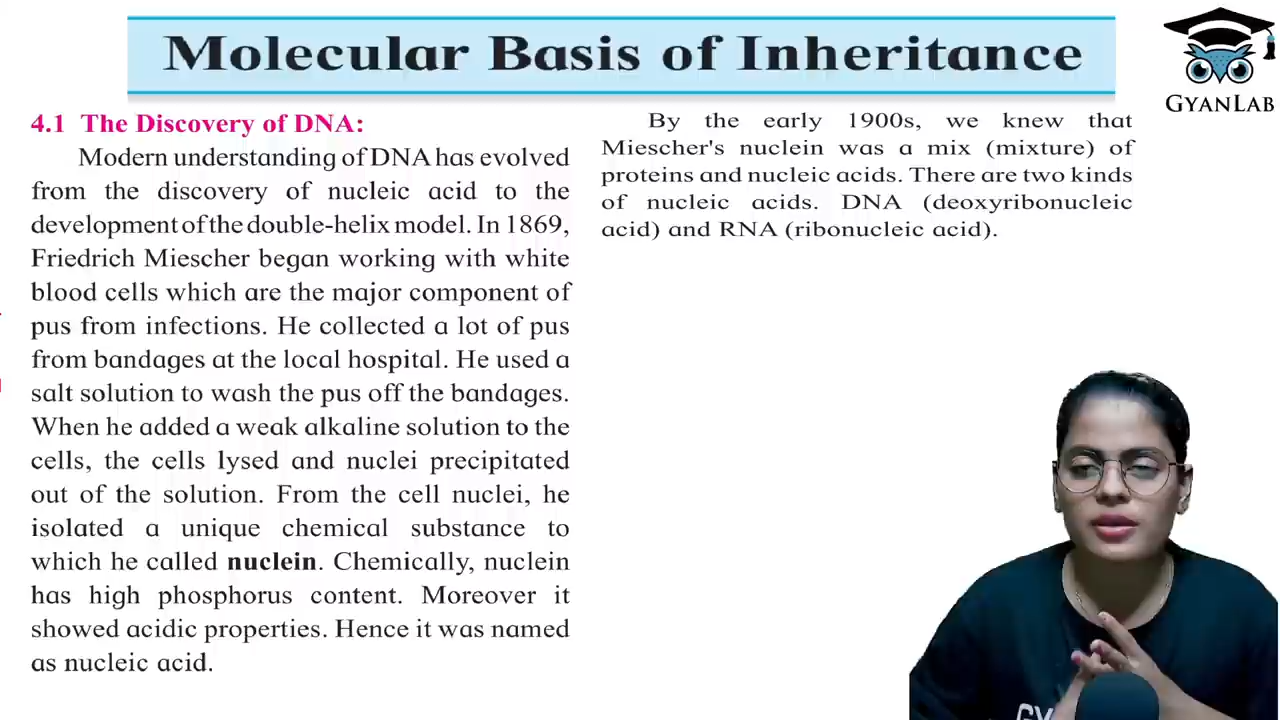 Molecular Basis of Inheritance
GYANLAB
4.1 The Discovery of DNA:
Modern understanding of DNA has evolved
from the discovery of nucleic acid to the
development of the double-helix model. In 1869,
Friedrich Miescher began working with white
blood cells which are the major component of
pus from infections. He collected a lot of pus
from bandages at the local hospital. He used a
salt solution to wash the pus off the bandages.
When he added a weak alkaline solution to the
cells, the cells lysed and nuclei precipitated
out of the solution. From the cell nuclei, he
isolated a unique chemical substance to
which he called nuclein. Chemically, nuclein
has high phosphorus content. Moreover it
showed acidic properties. Hence it was named
as nucleic acid.
By the early 1900s, we knew that
Miescher's nuclein was a mix (mixture) of
proteins and nucleic acids. There are two kinds
of nucleic acids. DNA (deoxyribonucleic
acid) and RNA (ribonucleic acid).